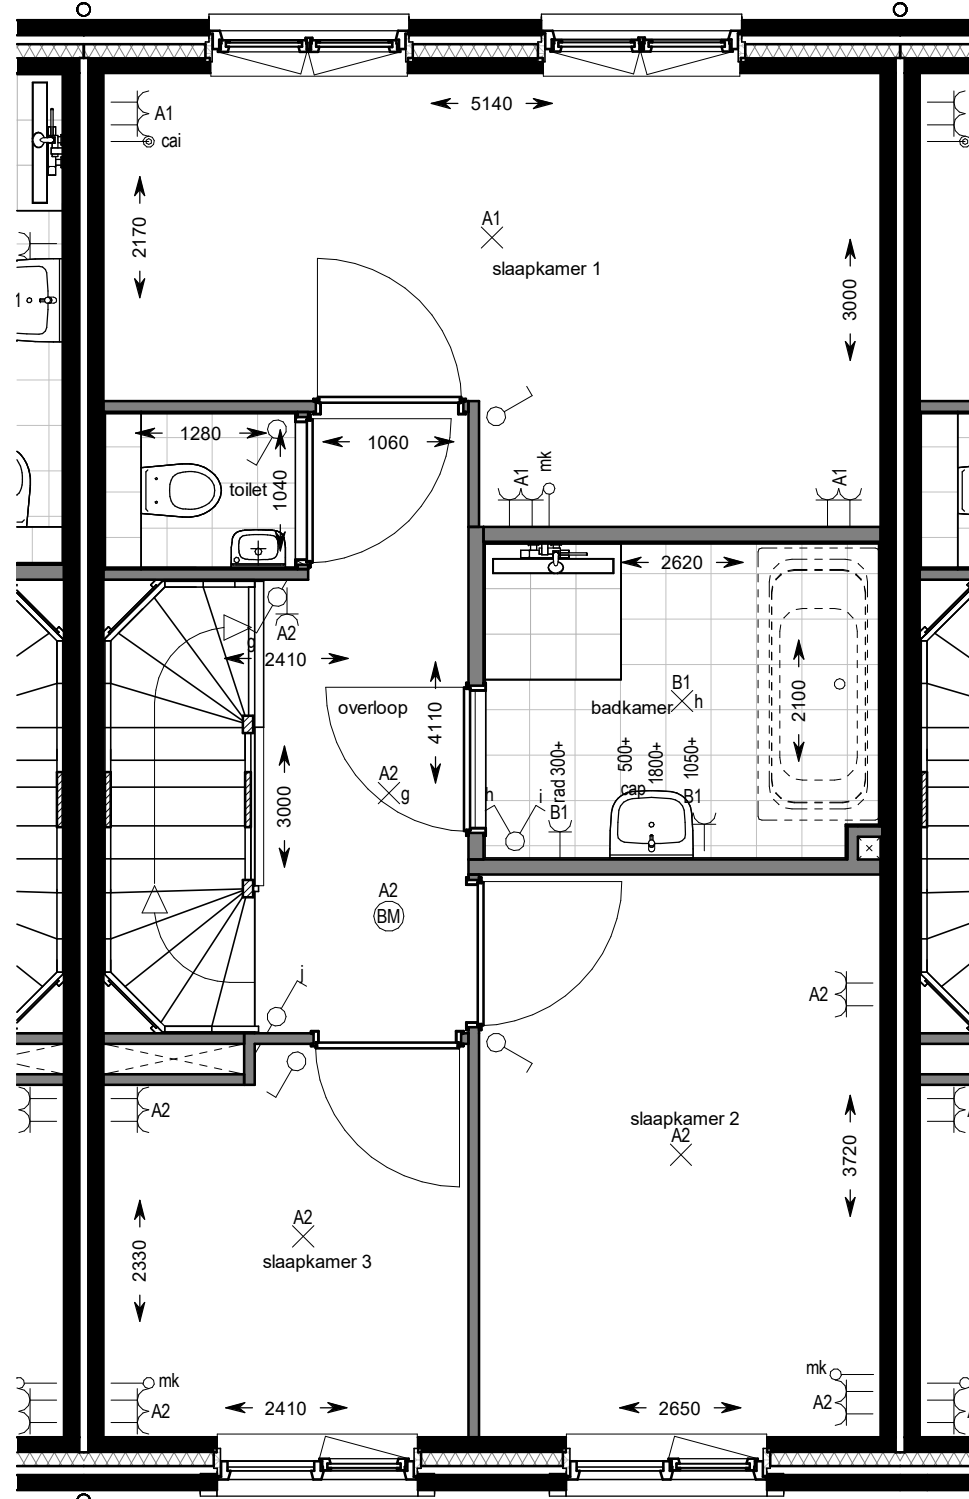 5140
A1
cai
2170
A1
slaapkamer 1
3000
1280
1060
1040
toilet
A1
mk
A1
2620
A2
2410
overloop
4110
A2
g
3000
B1
h
badkamer
2100
rad 300+
500+
cap
1800+
1050+
B1
B1
h
i
A2
BM
j
A2
A2
slaapkamer 2
A2
3720
A2
slaapkamer 3
2330
mk
A2
2410
mk
A2
2650